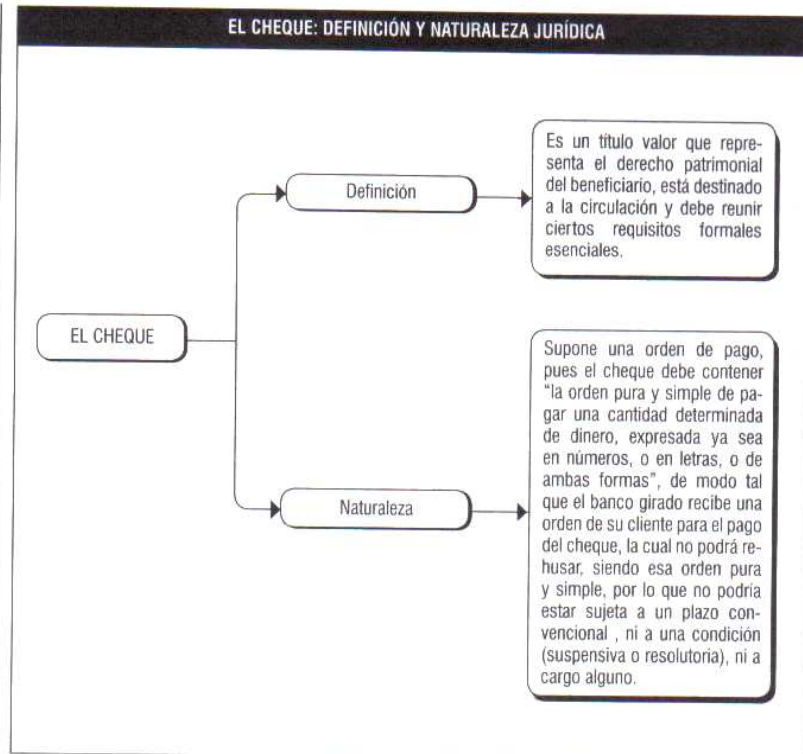 EL CHEQUE: DEFINICIÓN Y NATURALEZA JURÍDICA
Definición
Es un título valor que repre-
senta el derecho patrimonial
del beneficiario, está destinado
a la circulación y debe reunir
ciertos requisitos formales
esenciales.
EL CHEQUE
Naturaleza
Supone una orden de pago,
pues el cheque debe contener
“la orden pura y simple de pa-
gar una cantidad determinada
de dinero, expresada ya sea
en números, o en letras, o de
ambas formas”, de modo tal
que el banco girado recibe una
orden de su cliente para el pago
del cheque, la cual no podrá re-
husar, siendo esa orden pura
y simple, por lo que no podría
estar sujeta a un plazo con-
vencional , ni a una condición
(suspensiva o resolutoria), ni a
cargo alguno.